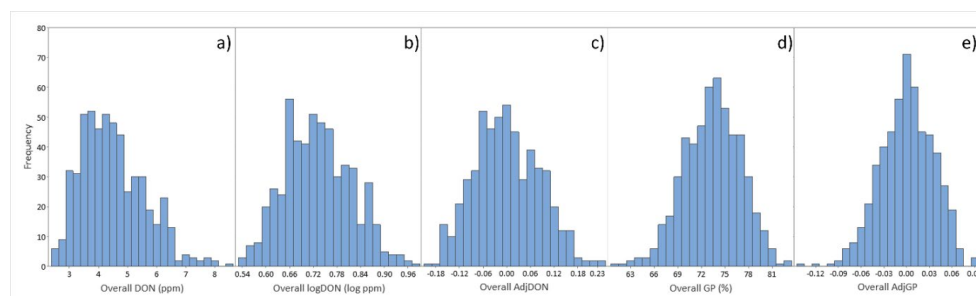 a) b) c) d) e)
80
70
60
50
40
30
20
10
0
Frequency
3 4 5 6 7 8
0.54 0.60 0.66 0.72 0.78 0.84 0.90 0.96
-0.18 -0.12 -0.06 0.00 0.06 0.12 0.18 0.23
63 66 69 72 75 78 81
-0.12 -0.09 -0.06 -0.03 0.00 0.03 0.06
Overall DON (ppm)
Overall logDON (log ppm)
Overall AdjDON
Overall GP (%)
Overall AdjGP